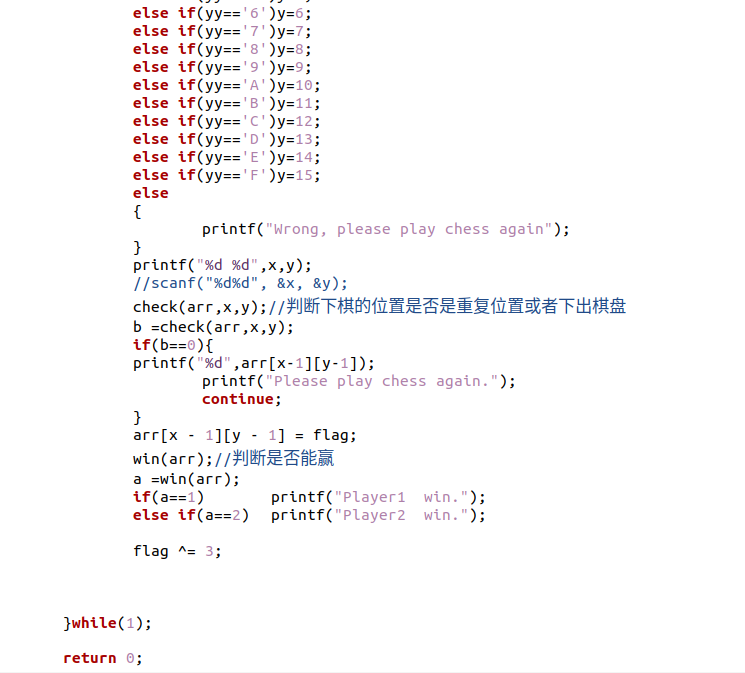 else if(yy=='6')y=6;
else if(yy=='7')y=7;
else if(yy=='8')y=8;
else if(yy=='9')y=9;
else if(yy=='A')y=10;
else if(yy=='B')y=11;
else if(yy=='C')y=12;
else if(yy=='D')y=13;
else if(yy=='E')y=14;
else if(yy=='F')y=15;
else
{
printf("Wrong, please play chess again");
}
printf("%d %d",x,y);
//scanf("%d%d", &x, &y);
check(arr,x,y);//判断下棋的位置是否是重复位置或者下出棋盘
b =check(arr,x,y);
if(b==0){
printf("%d",arr[x-1][y-1]);
printf("Please play chess again.");
continue;
}
arr[x - 1][y - 1] = flag;
win(arr);//判断是否能赢
a =win(arr);
if(a==1) printf("Player1  win.");
else if(a==2) printf("Player2  win.");
flag ^= 3;
}while(1);
return 0;